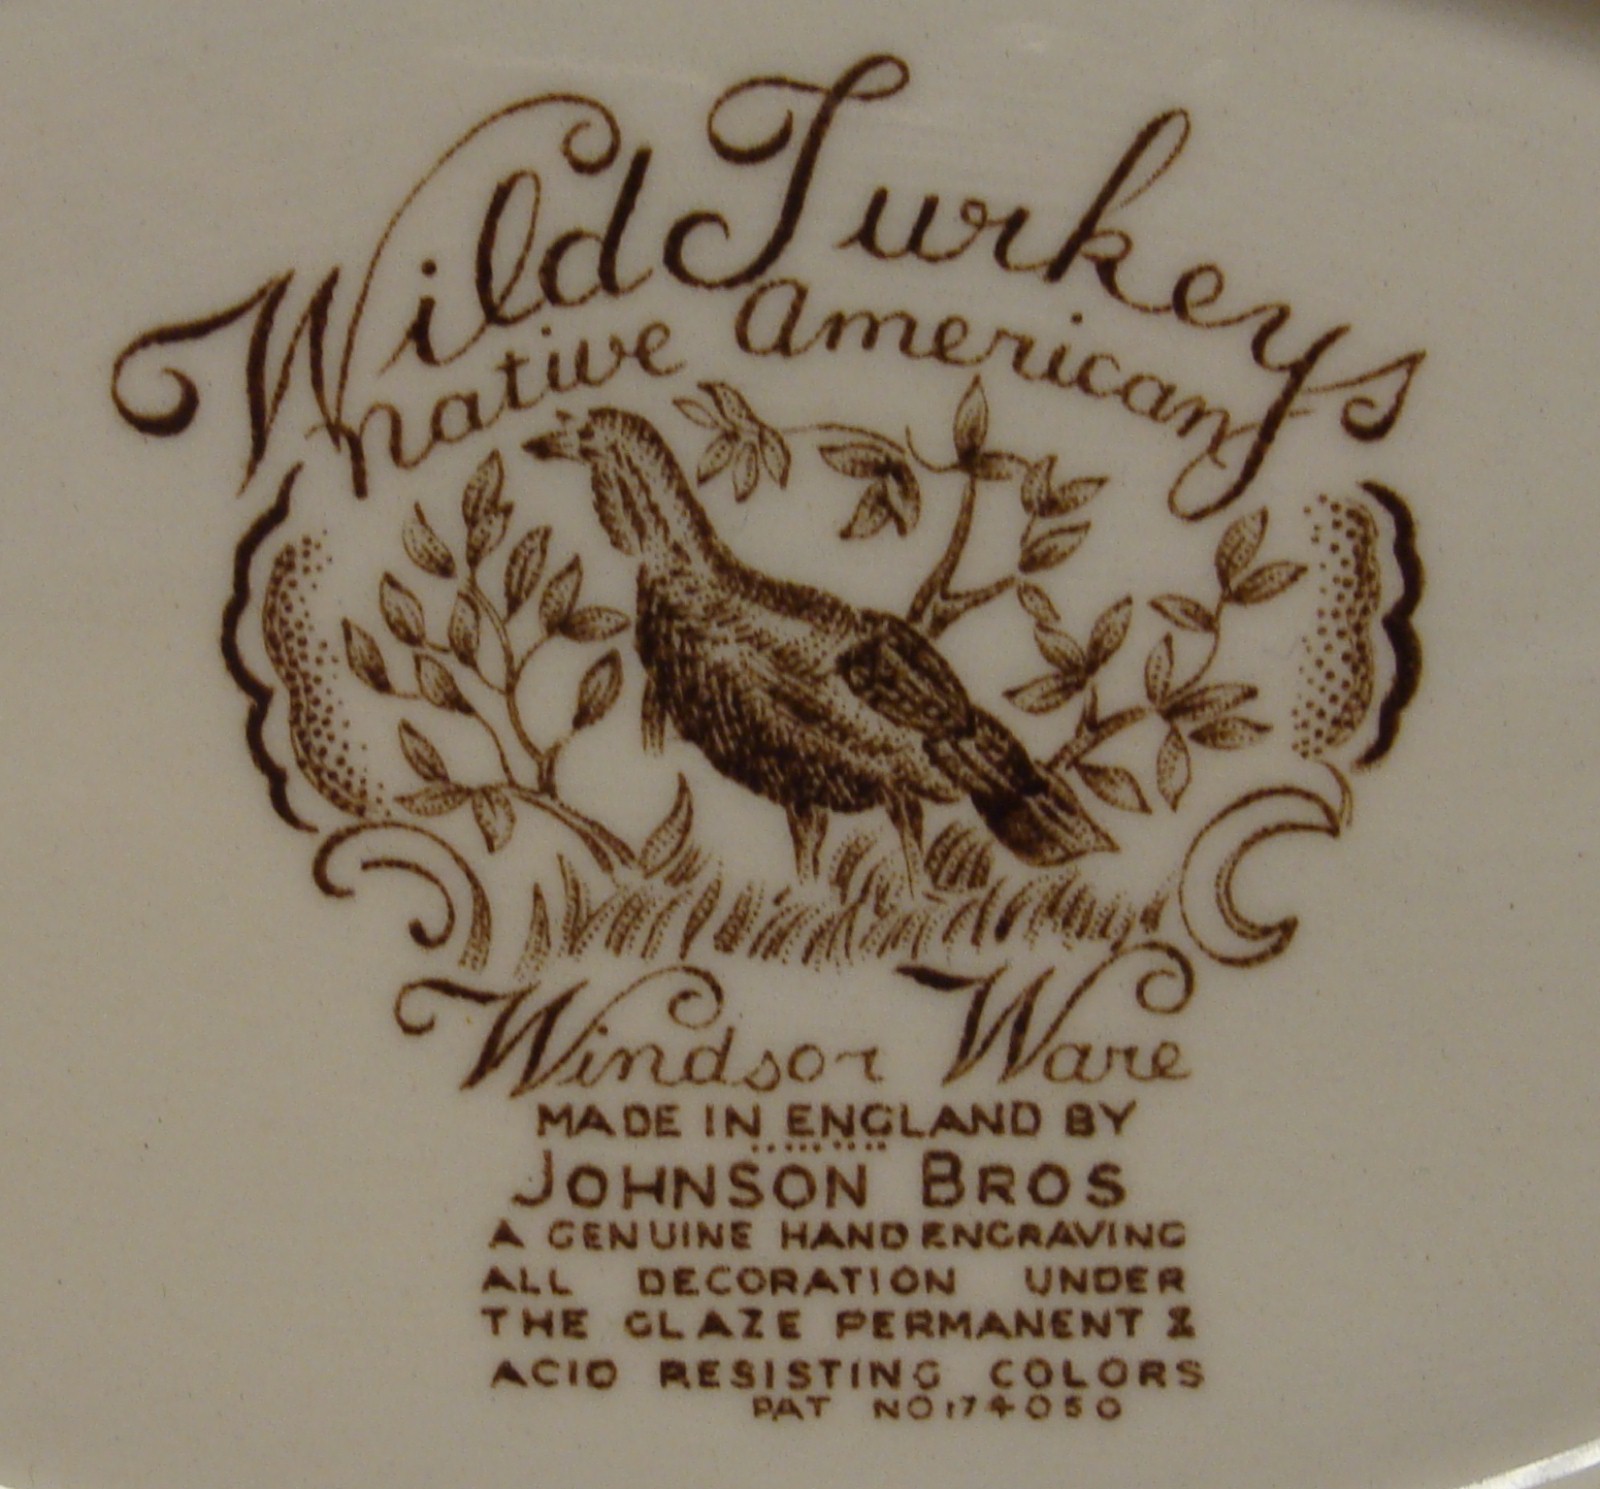 Wild Turkeys
Native American
Windsor Ware
MADE IN ENGLAND BY
JOHNSON BROS
A GENUINE HAND ENGRAVING
ALL DECORATION UNDER
THE GLAZE PERMANENT &
ACID RESISTING COLORS
PAT NO 174050